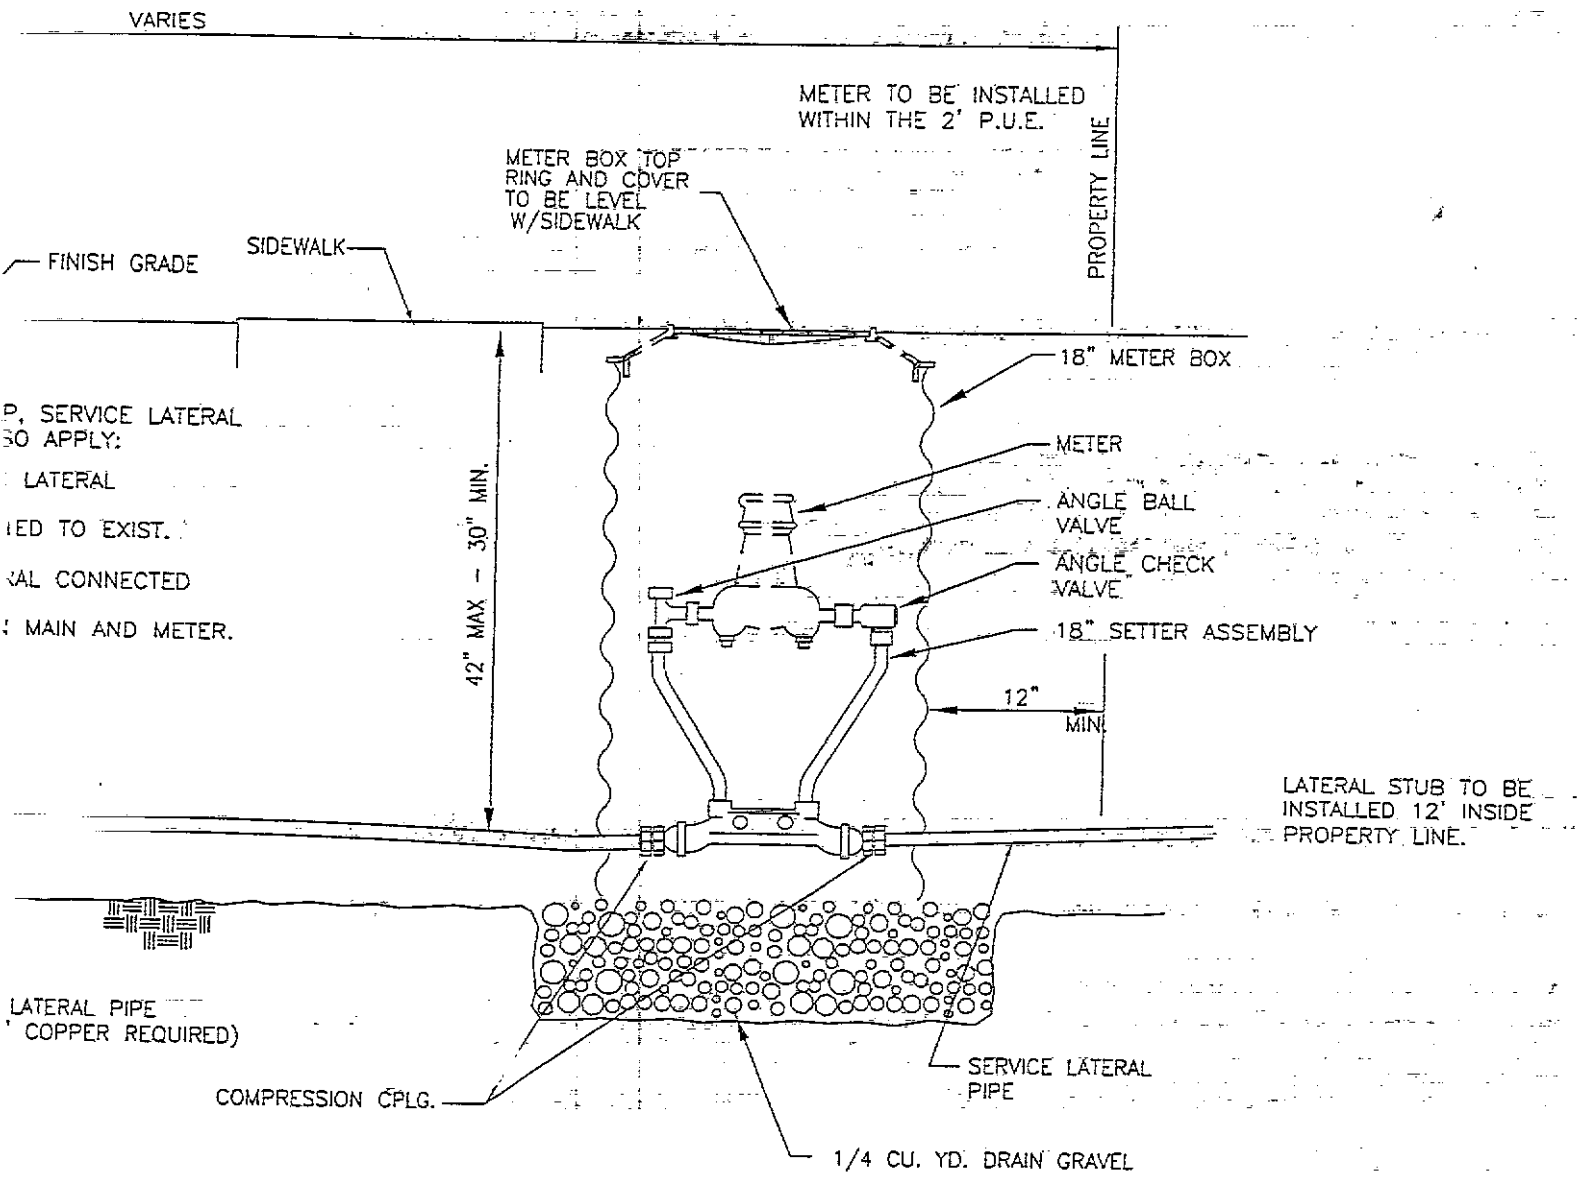 VARIES
METER TO BE INSTALLED
WITHIN THE 2' P.U.E.
PROPERTY LINE
METER BOX TOP
RING AND COVER
TO BE LEVEL
W/SIDEWALK
FINISH GRADE
SIDEWALK
18" METER BOX
P, SERVICE LATERAL
SO APPLY:
LATERAL
TED TO EXIST.
RAL CONNECTED
MAIN AND METER.
42" MAX - 30" MIN.
METER
ANGLE BALL
VALVE
ANGLE CHECK
VALVE
18" SETTER ASSEMBLY
12"
MIN.
LATERAL STUB TO BE
INSTALLED 12' INSIDE
PROPERTY LINE.
LATERAL PIPE
' COPPER REQUIRED)
COMPRESSION CPLG.
SERVICE LATERAL
PIPE
1/4 CU. YD. DRAIN GRAVEL